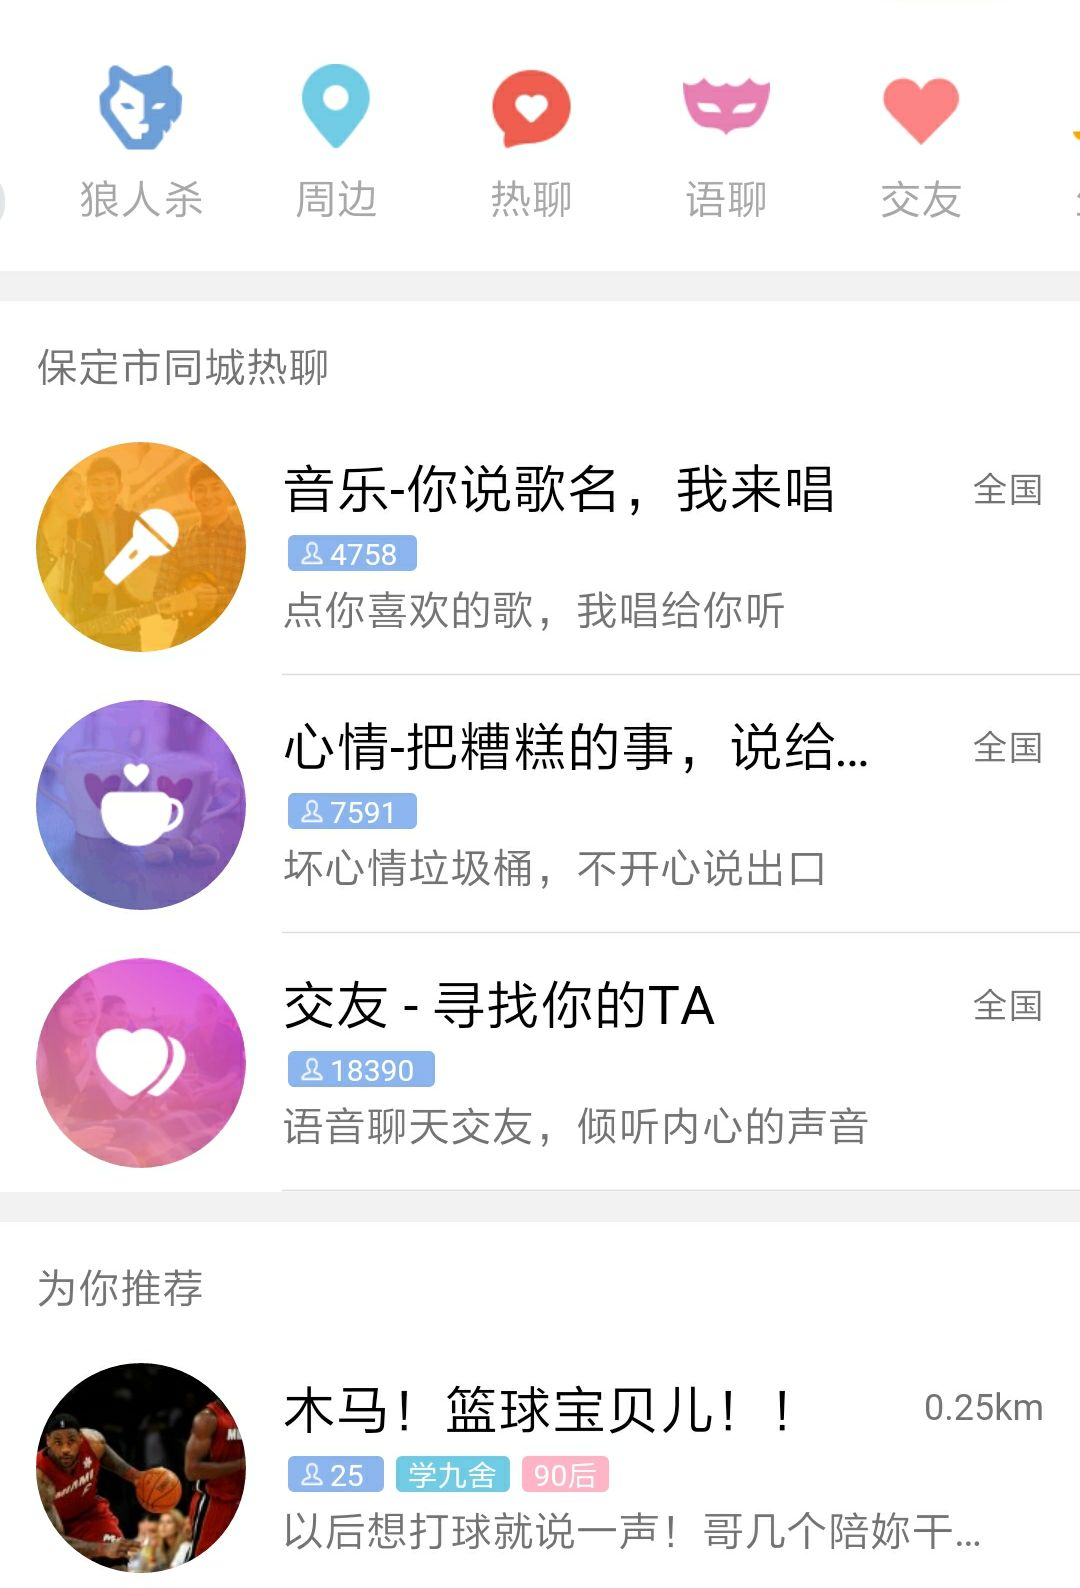 狼人杀 周边 热聊 语聊 交友
保定市同城热聊
音乐-你说歌名，我来唱 全国
4758
点你喜欢的歌，我唱给你听
心情-把糟糕的事，说给... 全国
7591
坏心情垃圾桶，不开心说出口
交友 - 寻找你的TA 全国
18390
语音聊天交友，倾听内心的声音
为你推荐
木马！篮球宝贝儿！！ 0.25km
25 学九舍 90后
以后想打球就说一声！哥几个陪妳干...
MIAMI